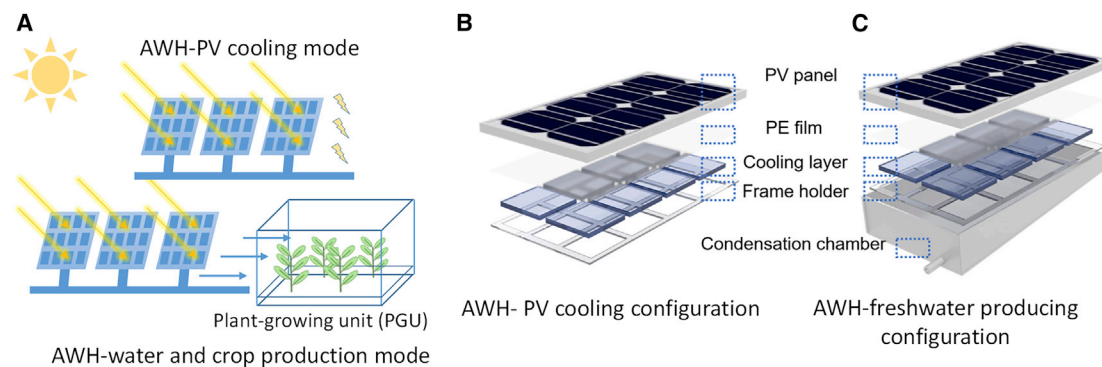 A
AWH-PV cooling mode
Plant-growing unit (PGU)
AWH-water and crop production mode
B
AWH- PV cooling configuration
PV panel
PE film
Cooling layer
Frame holder
Condensation chamber
C
AWH-freshwater producing
configuration